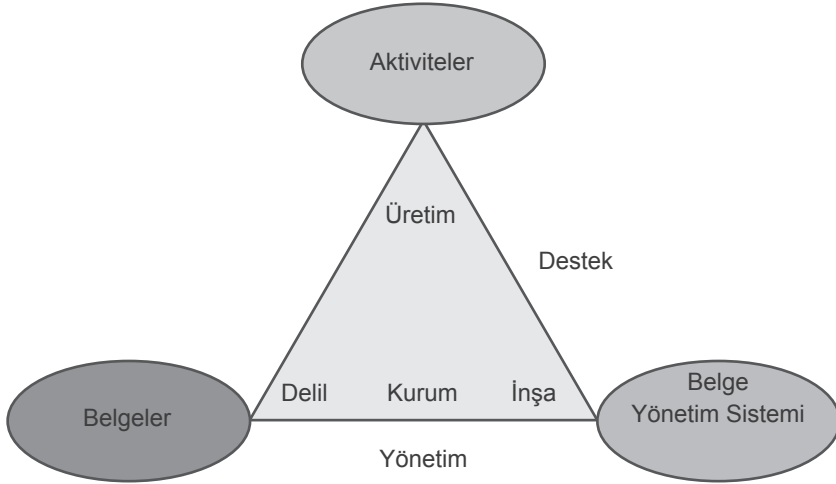 Aktiviteler
Üretim
Destek
Delil Kurum İnşa
Belgeler
Belge
Yönetim Sistemi
Yönetim